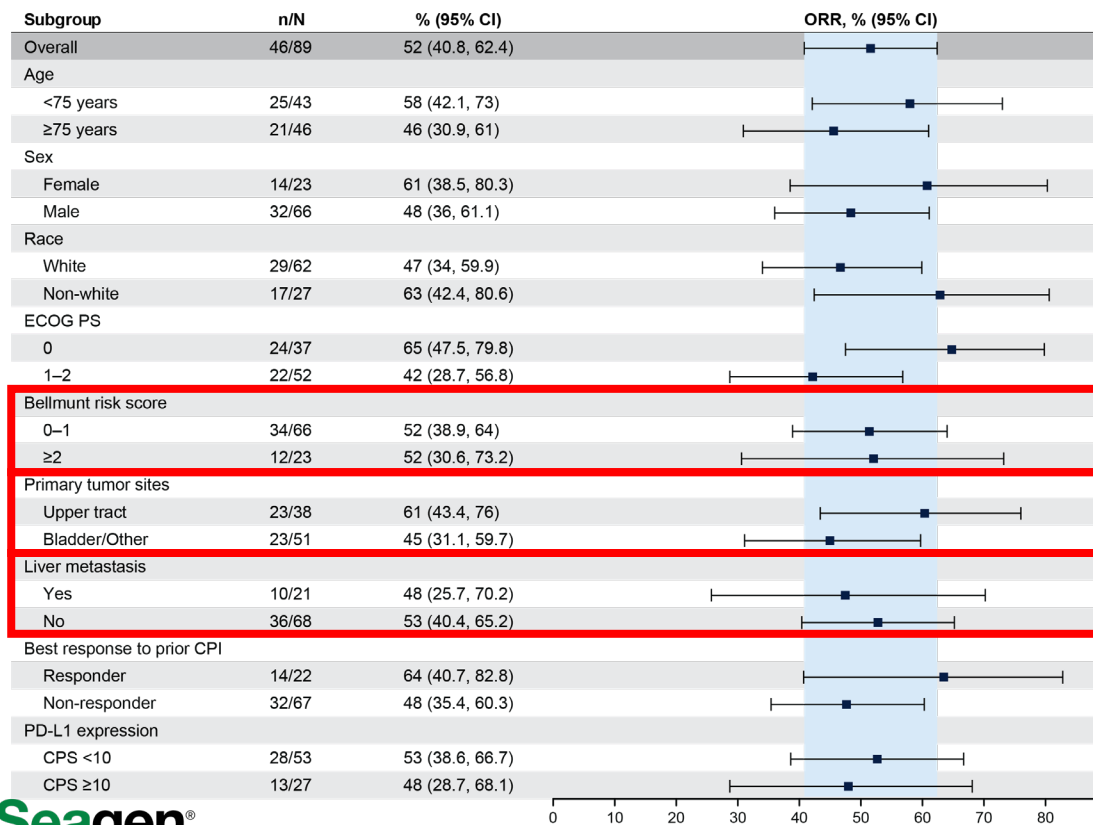 Subgroup n/N % (95% CI) ORR, % (95% CI)
Overall 46/89 52 (40.8, 62.4)
Age
<75 years 25/43 58 (42.1, 73)
≥75 years 21/46 46 (30.9, 61)
Sex
Female 14/23 61 (38.5, 80.3)
Male 32/66 48 (36, 61.1)
Race
White 29/62 47 (34, 59.9)
Non-white 17/27 63 (42.4, 80.6)
ECOG PS
0 24/37 65 (47.5, 79.8)
1–2 22/52 42 (28.7, 56.8)
Bellmunt risk score
0–1 34/66 52 (38.9, 64)
≥2 12/23 52 (30.6, 73.2)
Primary tumor sites
Upper tract 23/38 61 (43.4, 76)
Bladder/Other 23/51 45 (31.1, 59.7)
Liver metastasis
Yes 10/21 48 (25.7, 70.2)
No 36/68 53 (40.4, 65.2)
Best response to prior CPI
Responder 14/22 64 (40.7, 82.8)
Non-responder 32/67 48 (35.4, 60.3)
PD-L1 expression
CPS <10 28/53 53 (38.6, 66.7)
CPS ≥10 13/27 48 (28.7, 68.1)
0 10 20 30 40 50 60 70 80
Seagen®